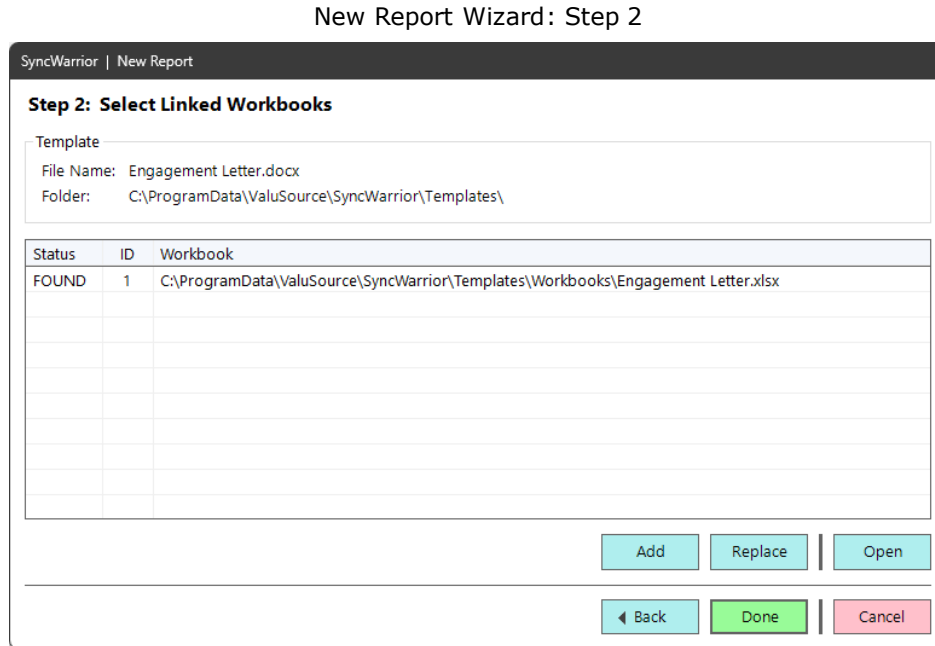 New Report Wizard: Step 2
SyncWarrior | New Report
Step 2: Select Linked Workbooks
Template
File Name: Engagement Letter.docx
Folder: C:\ProgramData\ValuSource\SyncWarrior\Templates\
Status ID Workbook
FOUND 1 C:\ProgramData\ValuSource\SyncWarrior\Templates\Workbooks\Engagement Letter.xlsx
Add Replace Open
Back Done Cancel